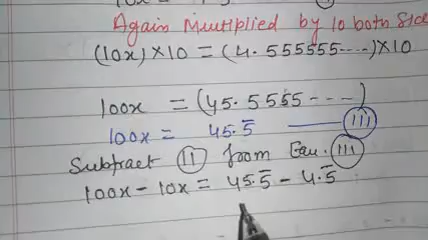 Again Multiplied by 10 both Side
(10x)×10 = (4.555555---)×10
100x = (45.5555---)
100x = 45.5̅ —— (III)
Subtract (II) from Equ. (III)
100x - 10x = 45.5̅ - 4.5̅